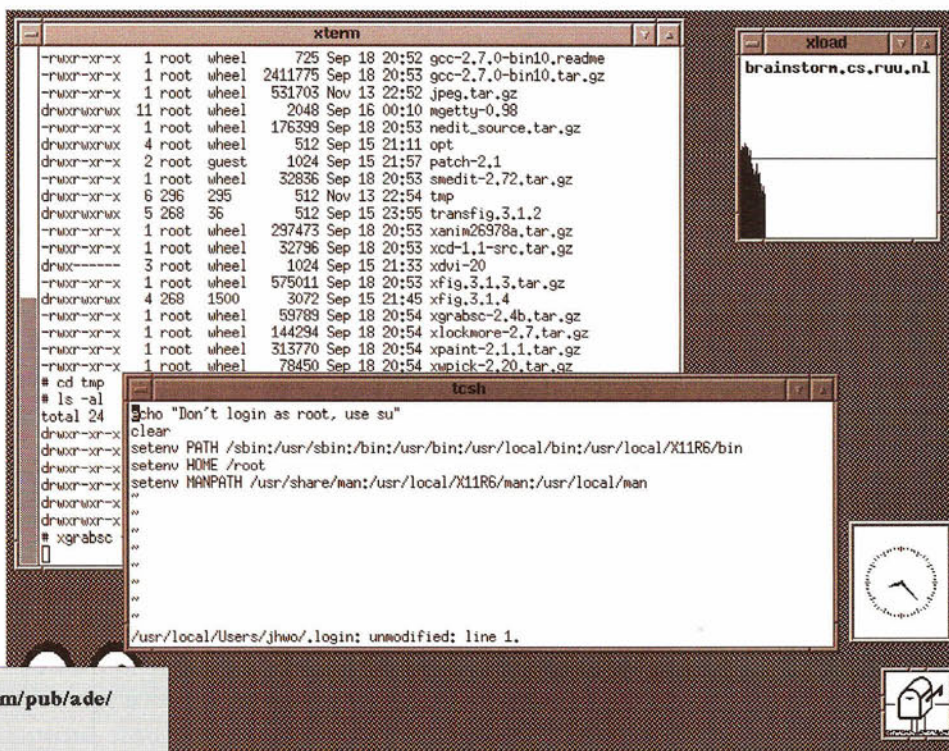 xterm
-rwxr-xr-x 1 root wheel 725 Sep 18 20:52 gcc-2.7.0-bin10.readme
-rwxr-xr-x 1 root wheel 2411775 Sep 18 20:53 gcc-2.7.0-bin10.tar.gz
-rwxr-xr-x 1 root wheel 531703 Nov 13 22:52 jpeg.tar.gz
drwxrwxrwx 11 root wheel 2048 Sep 16 00:10 mgetty-0.98
-rwxr-xr-x 1 root wheel 176399 Sep 18 20:53 nedit_source.tar.gz
drwxrwxrwx 4 root wheel 512 Sep 15 21:11 opt
drwxr-xr-x 2 root guest 1024 Sep 15 21:57 patch-2.1
-rwxr-xr-x 1 root wheel 32836 Sep 18 20:53 smedit-2.72.tar.gz
drwxr-xr-x 6 296 295 512 Nov 13 22:54 tmp
drwxrwxrwx 5 268 36 512 Sep 15 23:55 transfig.3.1.2
-rwxr-xr-x 1 root wheel 297473 Sep 18 20:53 xanim26978a.tar.gz
-rwxr-xr-x 1 root wheel 32796 Sep 18 20:53 xcd-1.1-src.tar.gz
drwx------ 3 root wheel 1024 Sep 15 21:33 xdvi-20
-rwxr-xr-x 1 root wheel 575011 Sep 18 20:53 xfig.3.1.3.tar.gz
drwxrwxrwx 4 268 1500 3072 Sep 15 21:45 xfig.3.1.4
-rwxr-xr-x 1 root wheel 59789 Sep 18 20:54 xgrabsc-2.4b.tar.gz
-rwxr-xr-x 1 root wheel 144294 Sep 18 20:54 xlockmore-2.7.tar.gz
-rwxr-xr-x 1 root wheel 313770 Sep 18 20:54 xpaint-2.1.1.tar.gz
-rwxr-xr-x 1 root wheel 78450 Sep 18 20:54 xwpick-2.20.tar.gz
# cd tmp
# ls -al
total 24
drwxr-xr-x
drwxr-xr-x
drwxr-xr-x
drwxrwxr-x
drwxrwxr-x
drwxrwxr-x
# xgrabsc
xload
brainstorm.cs.ruu.nl
tcsh
echo "Don't login as root, use su"
clear
setenv PATH /sbin:/usr/sbin:/bin:/usr/bin:/usr/local/bin:/usr/local/X11R6/bin
setenv HOME /root
setenv MANPATH /usr/share/man:/usr/local/X11R6/man:/usr/local/man
~
~
~
~
~
~
~
/usr/local/Users/jhwo/.login: unmodified: line 1.
m/pub/ade/